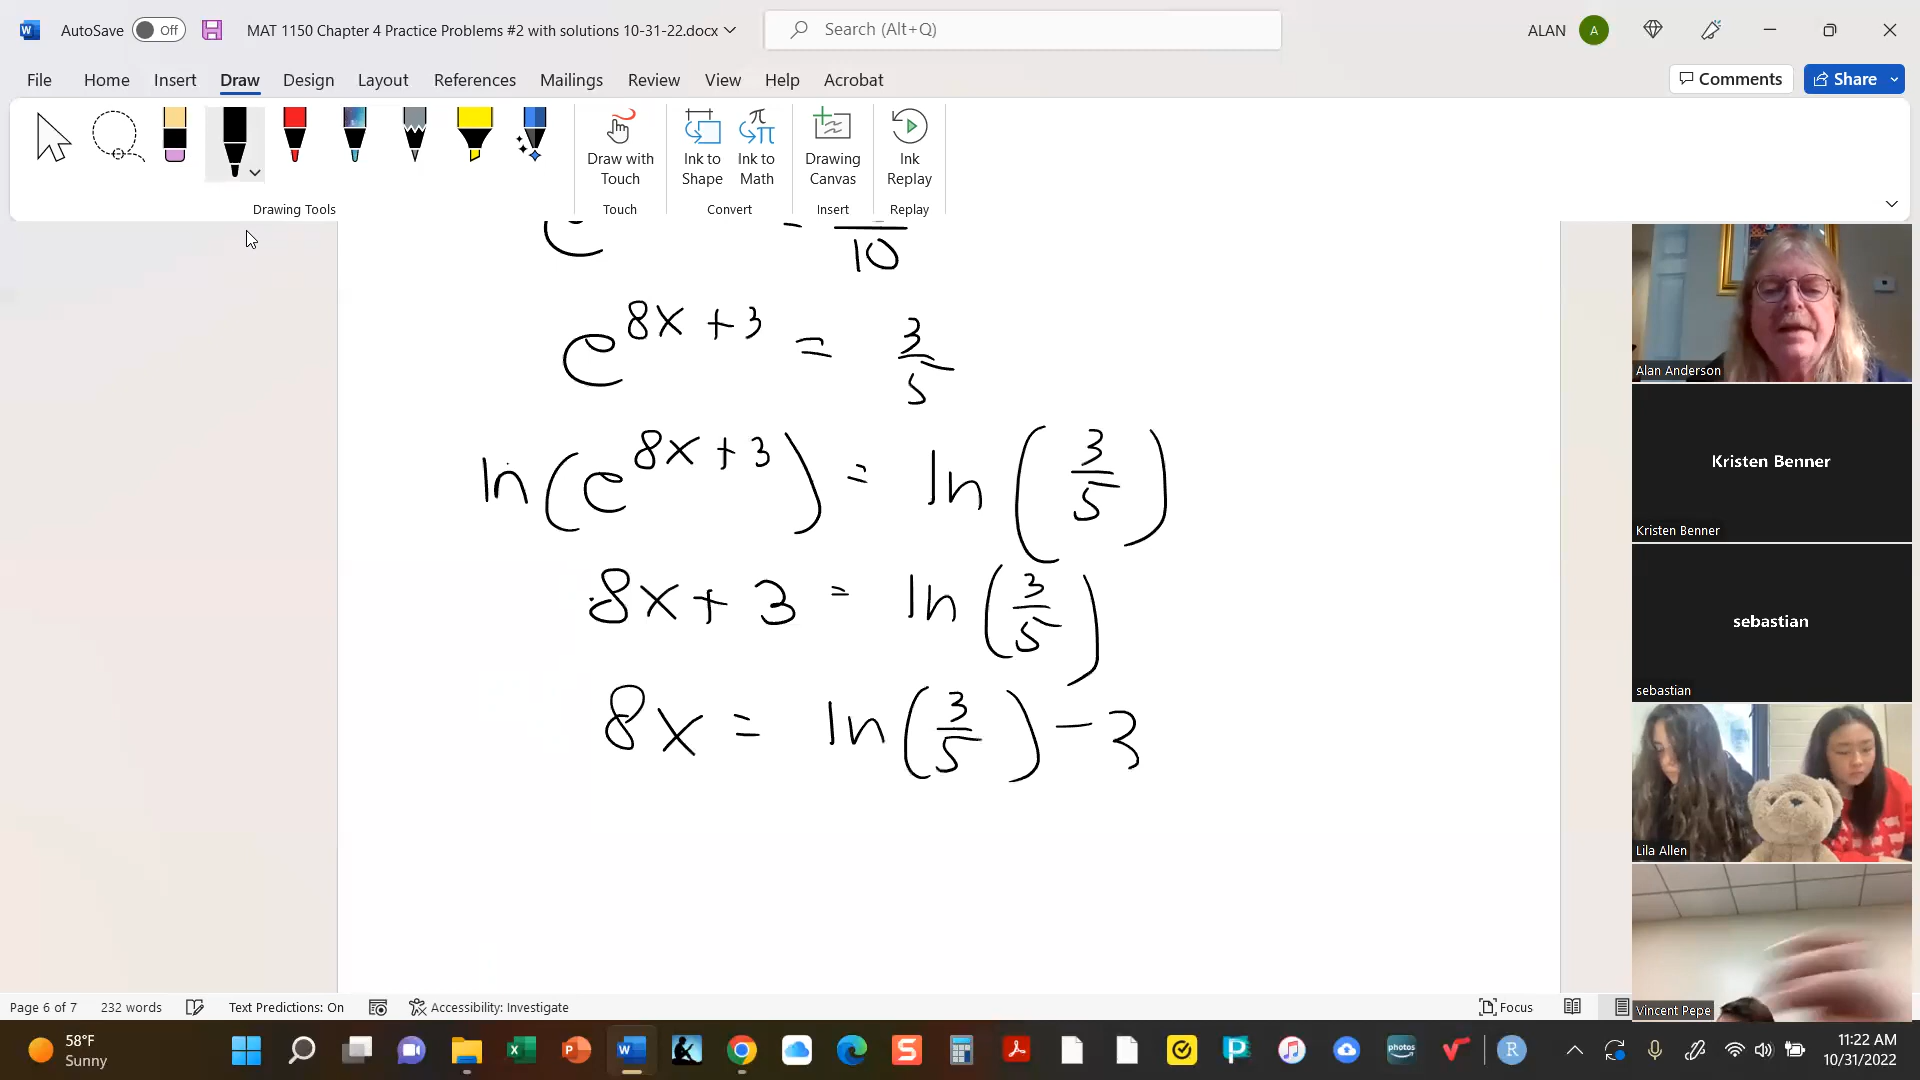 AutoSave Off MAT 1150 Chapter 4 Practice Problems #2 with solutions 10-31-22.docx Search (Alt+Q) ALAN A
File Home Insert Draw Design Layout References Mailings Review View Help Acrobat Comments Share
Draw with Touch
Ink to Shape
Ink to Math
Drawing Canvas
Ink Replay
Drawing Tools Touch Convert Insert Replay
e = — 10
e^{8x+3} = 3/5
ln(e^{8x+3}) = ln(3/5)
8x + 3 = ln(3/5)
8x = ln(3/5) - 3
Alan Anderson
Kristen Benner
Kristen Benner
sebastian
sebastian
Lila Allen
Vincent Pepe
Page 6 of 7 232 words Text Predictions: On Accessibility: Investigate Focus
58°F
Sunny
photos
R
11:22 AM
10/31/2022